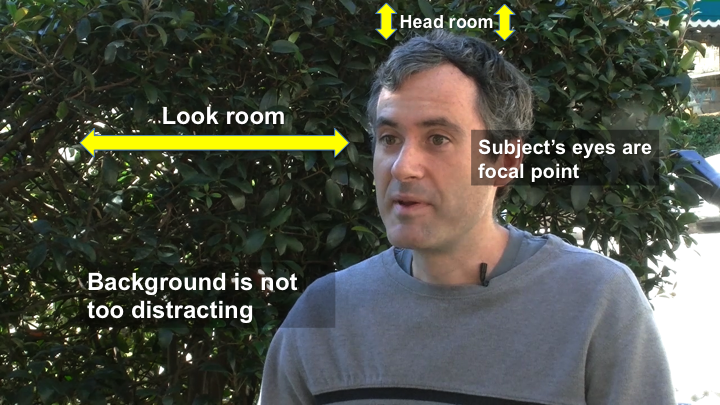 Head room
Look room
Subject's eyes are
focal point
Background is not
too distracting